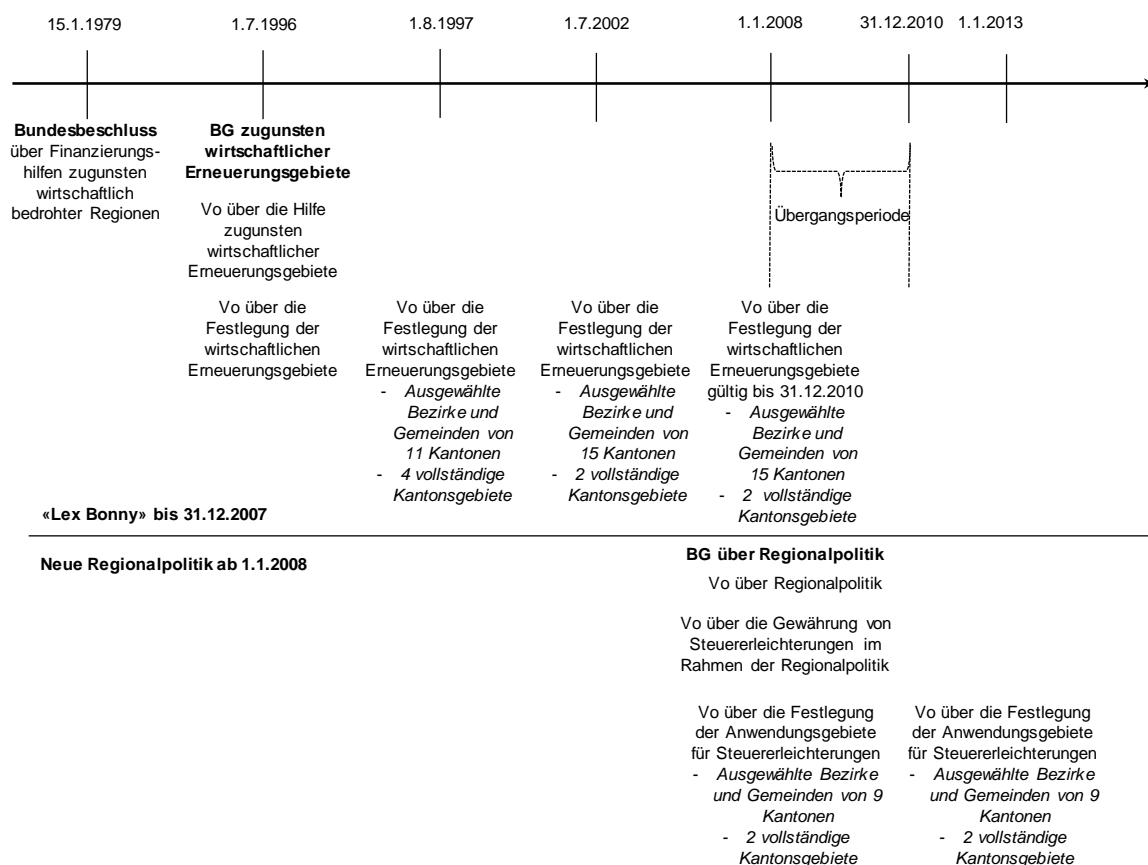 15.1.1979
1.7.1996
1.8.1997
1.7.2002
1.1.2008
31.12.2010
1.1.2013
Bundesbeschluss
über Finanzierungs-
hilfen zugunsten
wirtschaftlich
bedrohter Regionen
BG zugunsten
wirtschaftlicher
Erneuerungsgebiete
Vo über die Hilfe
zugunsten
wirtschaftlicher
Erneuerungsgebiete
Übergangsperiode
Vo über die
Festlegung der
wirtschaftlichen
Erneuerungsgebiete
Vo über die
Festlegung der
wirtschaftlichen
Erneuerungsgebiete
- Ausgewählte
Bezirke und
Gemeinden von
11 Kantonen
- 4 vollständige
Kantonsgebiete
Vo über die
Festlegung der
wirtschaftlichen
Erneuerungsgebiete
- Ausgewählte
Bezirke und
Gemeinden von
15 Kantonen
- 2 vollständige
Kantonsgebiete
Vo über die
Festlegung der
wirtschaftlichen
Erneuerungsgebiete
gültig bis 31.12.2010
- Ausgewählte
Bezirke und
Gemeinden von
15 Kantonen
- 2 vollständige
Kantonsgebiete
«Lex Bonny» bis 31.12.2007
Neue Regionalpolitik ab 1.1.2008
BG über Regionalpolitik
Vo über Regionalpolitik
Vo über die Gewährung von
Steuererleichterungen im
Rahmen der Regionalpolitik
Vo über die Festlegung
der Anwendungsgebiete
für Steuererleichterungen
- Ausgewählte Bezirke
und Gemeinden von 9
Kantonen
- 2 vollständige
Kantonsgebiete
Vo über die Festlegung
der Anwendungsgebiete
für Steuererleichterungen
- Ausgewählte Bezirke
und Gemeinden von 9
Kantonen
- 2 vollständige
Kantonsgebiete